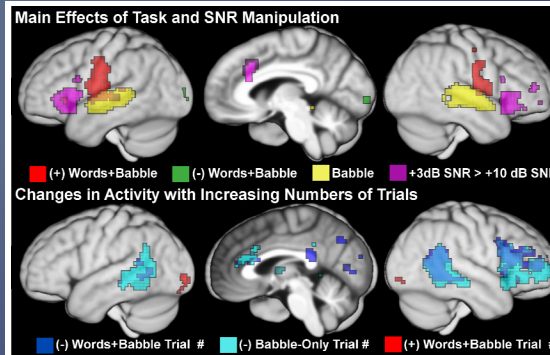 Main Effects of Task and SNR Manipulation
(+) Words+Babble (-) Words+Babble Babble +3dB SNR > +10 dB SN
Changes in Activity with Increasing Numbers of Trials
(-) Words+Babble Trial # (-) Babble-Only Trial # (+) Words+Babble Trial #